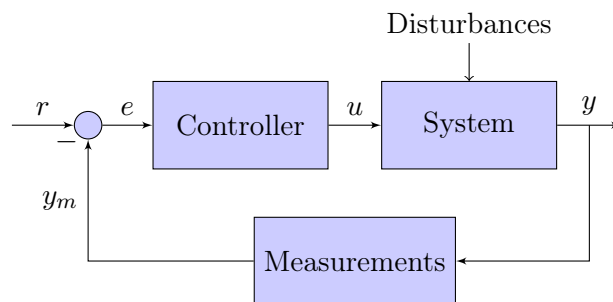 Disturbances
r
e
Controller
u
System
y
−
y_m
Measurements